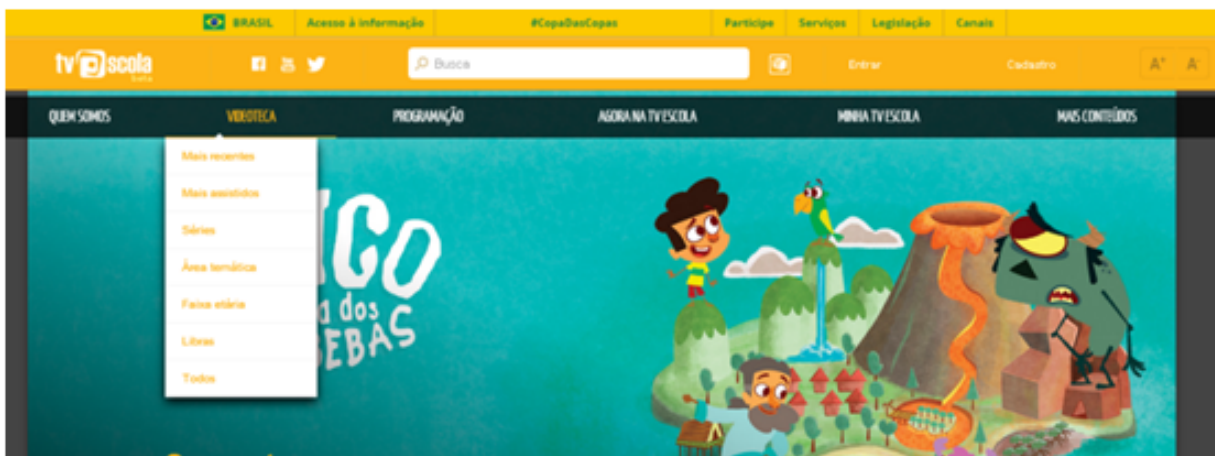 BRASIL Acesso à informação #CopaDasCopas Participe Serviços Legislação Canais
tv escola
beta
Busca Entrar Cadastro A+ A-
QUEM SOMOS VIDEOTECA PROGRAMAÇÃO AGORA NA TV ESCOLA MINHA TV ESCOLA MAIS CONTEÚDOS
Mais recentes
Mais assistidos
Séries
Área temática
Faixa etária
Libras
Todos
ICO
dos
EBAS